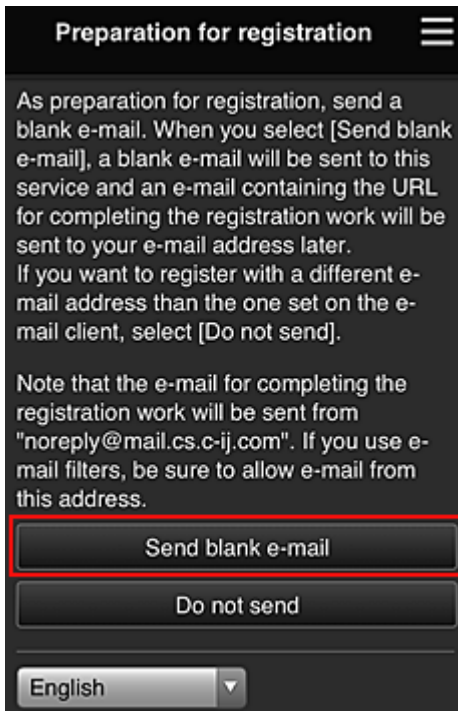 Preparation for registration
As preparation for registration, send a
blank e-mail. When you select [Send blank
e-mail], a blank e-mail will be sent to this
service and an e-mail containing the URL
for completing the registration work will be
sent to your e-mail address later.
If you want to register with a different e-
mail address than the one set on the e-
mail client, select [Do not send].
Note that the e-mail for completing the
registration work will be sent from
"noreply@mail.cs.c-ij.com". If you use e-
mail filters, be sure to allow e-mail from
this address.
Send blank e-mail
Do not send
English